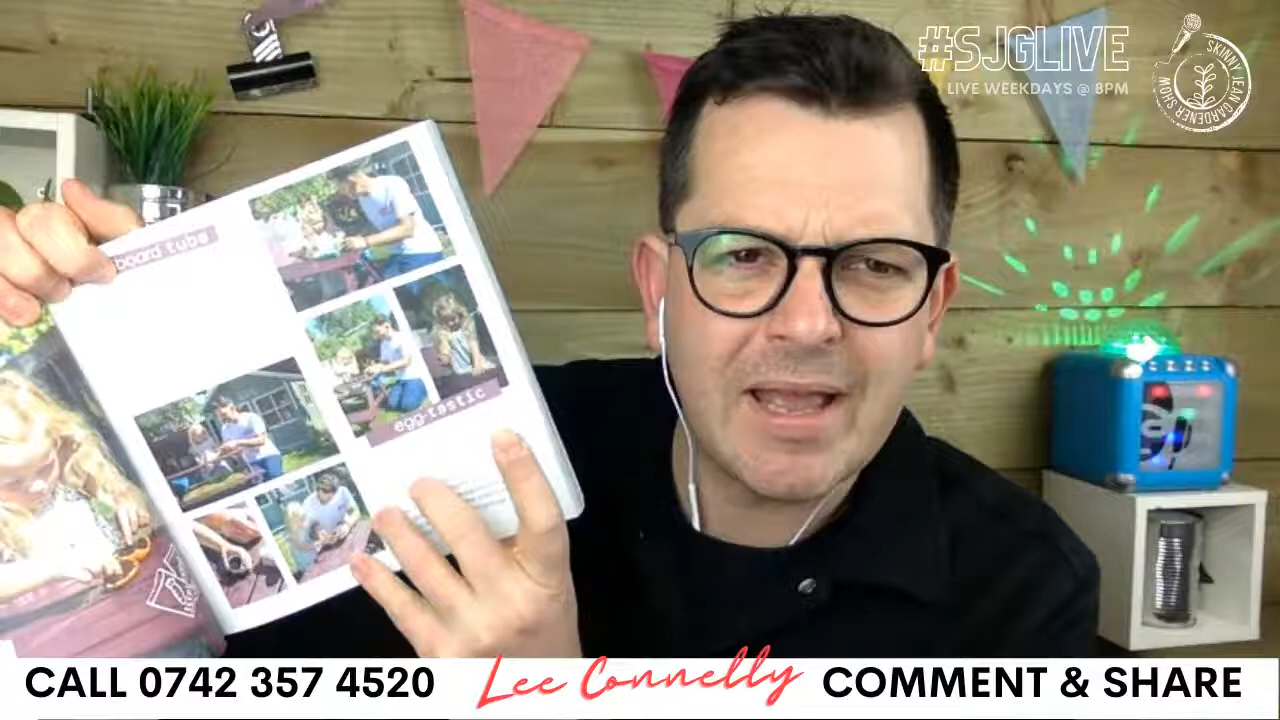 #SJGLIVE
LIVE WEEKDAYS @ 8PM
SKINNY JEAN GARDENER SHOW
board tube
egg-tastic
CALL 0742 357 4520
Lee Connelly
COMMENT & SHARE